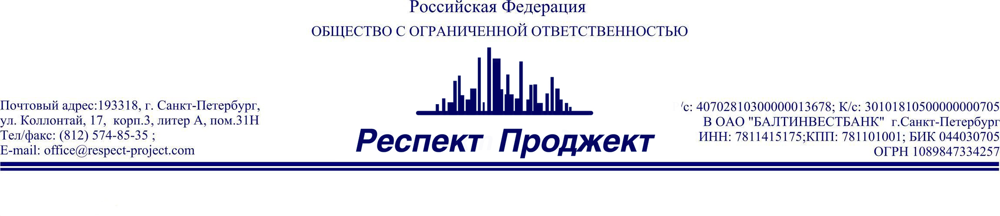 Российская Федерация
ОБЩЕСТВО С ОГРАНИЧЕННОЙ ОТВЕТСТВЕННОСТЬЮ
Респект Проджект
Почтовый адрес:193318, г. Санкт-Петербург,
ул. Коллонтай, 17, корп.3, литер А, пом.31Н
Тел/факс: (812) 574-85-35 ;
E-mail: office@respect-project.com
/с: 40702810300000013678; К/с: 30101810500000000705
В ОАО "БАЛТИНВЕСТБАНК" г.Санкт-Петербург
ИНН: 7811415175;КПП: 781101001; БИК 044030705
ОГРН 1089847334257